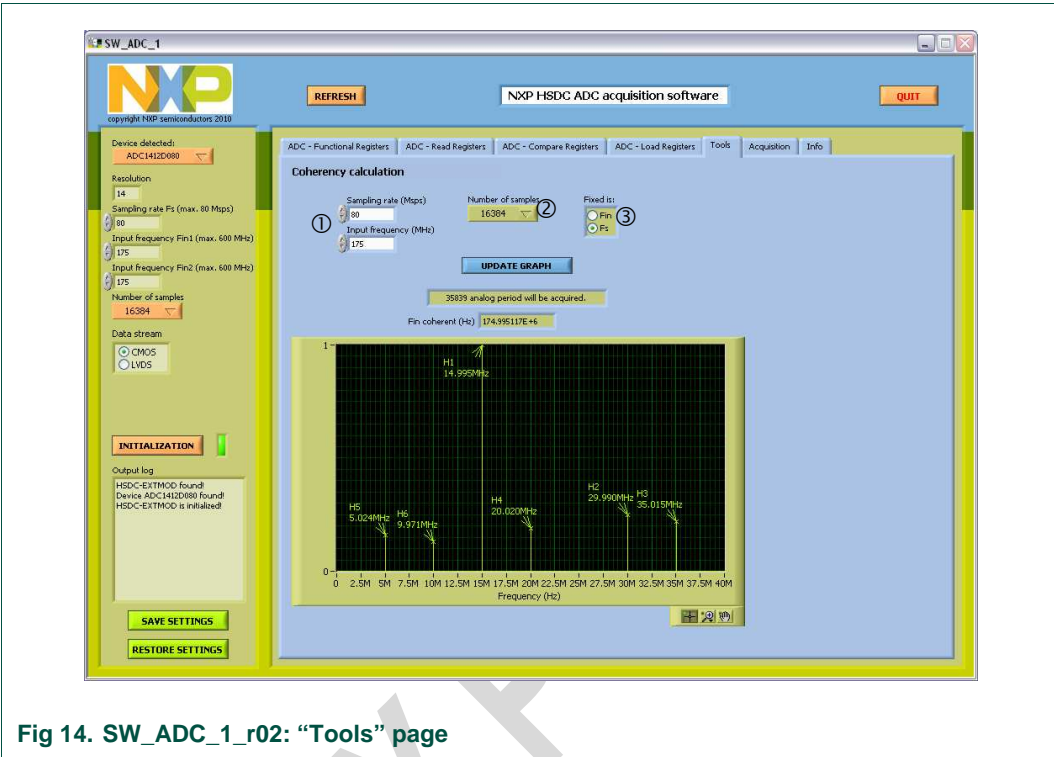 SW_ADC_1
NXP
copyright NXP semiconductors 2010
REFRESH
NXP HSDC ADC acquisition software
QUIT
Device detected:
ADC1412D080
Resolution
14
Sampling rate Fs (max. 80 Msps)
80
Input frequency Fin1 (max. 600 MHz)
175
Input frequency Fin2 (max. 600 MHz)
175
Number of samples
16384
Data stream
CMOS
LVDS
INITIALIZATION
Output log
HSDC-EXTMOD found!
Device ADC1412D080 found!
HSDC-EXTMOD is initialized!
SAVE SETTINGS
RESTORE SETTINGS
ADC - Functional Registers ADC - Read Registers ADC - Compare Registers ADC - Load Registers Tools Acquisition Info
Coherency calculation
Sampling rate (Msps)
80
Input frequency (MHz)
175
①
Number of samples
16384
②
Fixed is:
Fin
Fs
③
UPDATE GRAPH
35839 analog period will be acquired.
Fin coherent (Hz) 174.995117E+6
1
H1
14.995MHz
H5
5.024MHz
H6
9.971MHz
H4
20.020MHz
H2
29.990MHz
H3
35.015MHz
0
0 2.5M 5M 7.5M 10M 12.5M 15M 17.5M 20M 22.5M 25M 27.5M 30M 32.5M 35M 37.5M 40M
Frequency (Hz)
Fig 14. SW_ADC_1_r02: “Tools” page